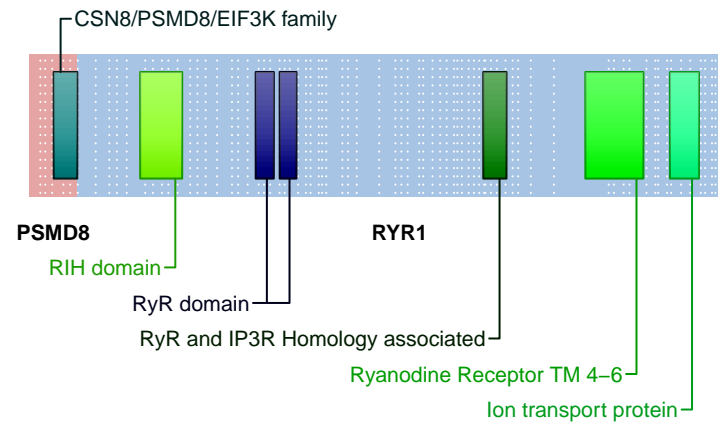 CSN8/PSMD8/EIF3K family
PSMD8
RYR1
RIH domain
RyR domain
RyR and IP3R Homology associated
Ryanodine Receptor TM 4−6
Ion transport protein